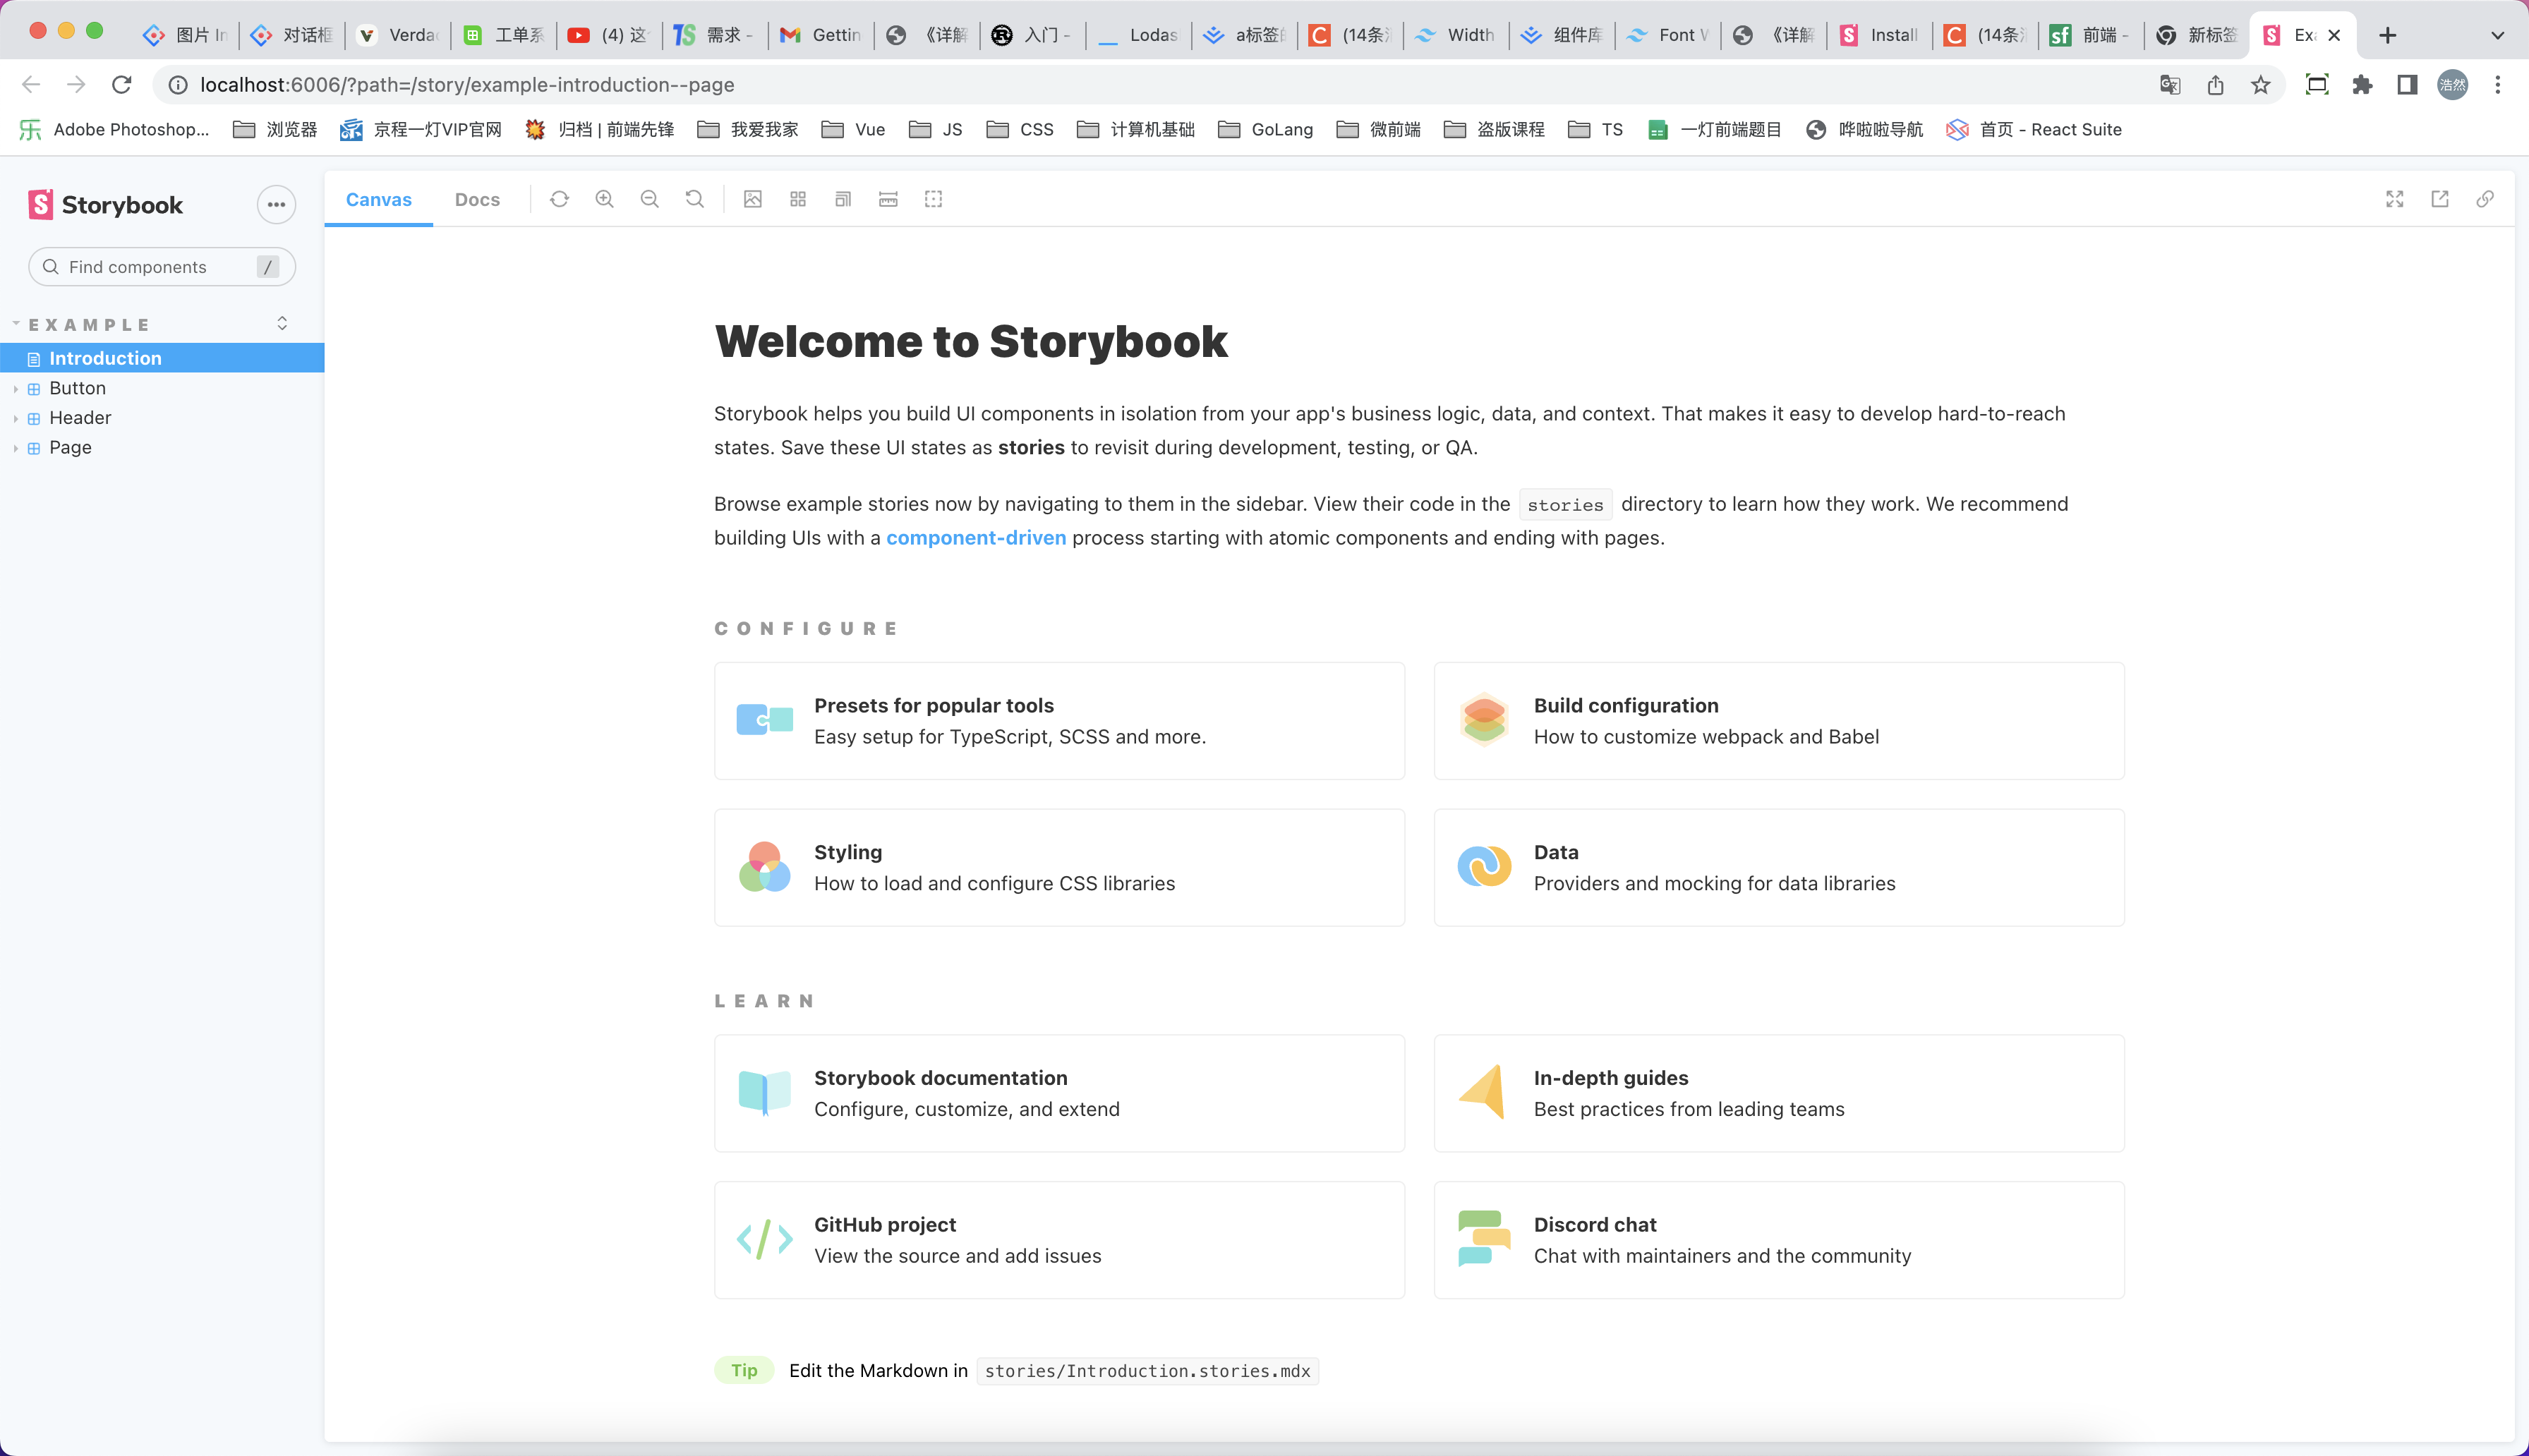 图片 In
对话框
Verdac
工单系
(4) 这
需求 -
Gettin
《详解
入门 -
Lodas
a标签的
(14条消
Width
组件库
Font W
《详解
Install
(14条消
前端 -
新标签
Exa
localhost:6006/?path=/story/example-introduction--page
浩然
乐 Adobe Photoshop...
浏览器
京程一灯VIP官网
归档 | 前端先锋
我爱我家
Vue
JS
CSS
计算机基础
GoLang
微前端
盗版课程
TS
一灯前端题目
哗啦啦导航
首页 - React Suite
Storybook
Find components /
EXAMPLE
Introduction
Button
Header
Page
Canvas
Docs
Welcome to Storybook
Storybook helps you build UI components in isolation from your app's business logic, data, and context. That makes it easy to develop hard-to-reach
states. Save these UI states as stories to revisit during development, testing, or QA.
Browse example stories now by navigating to them in the sidebar. View their code in the stories directory to learn how they work. We recommend
building UIs with a component-driven process starting with atomic components and ending with pages.
CONFIGURE
Presets for popular tools
Easy setup for TypeScript, SCSS and more.
Build configuration
How to customize webpack and Babel
Styling
How to load and configure CSS libraries
Data
Providers and mocking for data libraries
LEARN
Storybook documentation
Configure, customize, and extend
In-depth guides
Best practices from leading teams
GitHub project
View the source and add issues
Discord chat
Chat with maintainers and the community
Tip Edit the Markdown in stories/Introduction.stories.mdx